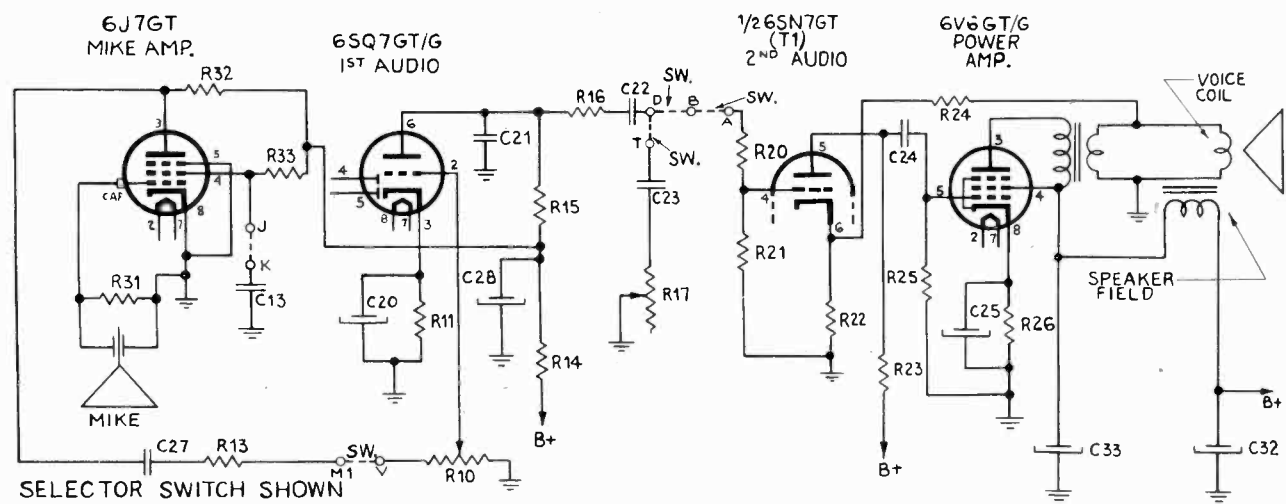 6J7GT
MIKE AMP.
6SQ7GT/G
1ST AUDIO
1/2 6SN7GT
(T1)
2ND AUDIO
6V6GT/G
POWER
AMP.
VOICE
COIL
SPEAKER
FIELD
R32
R33
3
5
4
CAP
8
2
7
J
K
C13
R31
MIKE
6
4
5
2
8
7
3
C20
R11
C28
C21
R15
R14
B+
R16
C22
D
SW.
B
SW.
A
T
SW.
C23
R17
R20
R21
5
4
6
R22
C24
R24
R23
B+
R25
3
5
4
2
7
8
C25
R26
C33
B+
C32
C27
R13
M1
SW.
V
R10
SELECTOR SWITCH SHOWN